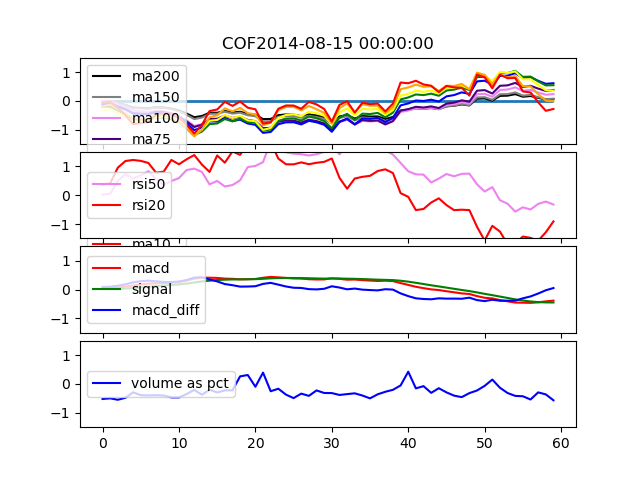 COF2014-08-15 00:00:00
1
0
−1
ma200
ma150
ma100
ma75
1
0
−1
rsi50
rsi20
ma10
1
0
−1
macd
signal
macd_diff
1
0
−1
volume as pct
0 10 20 30 40 50 60